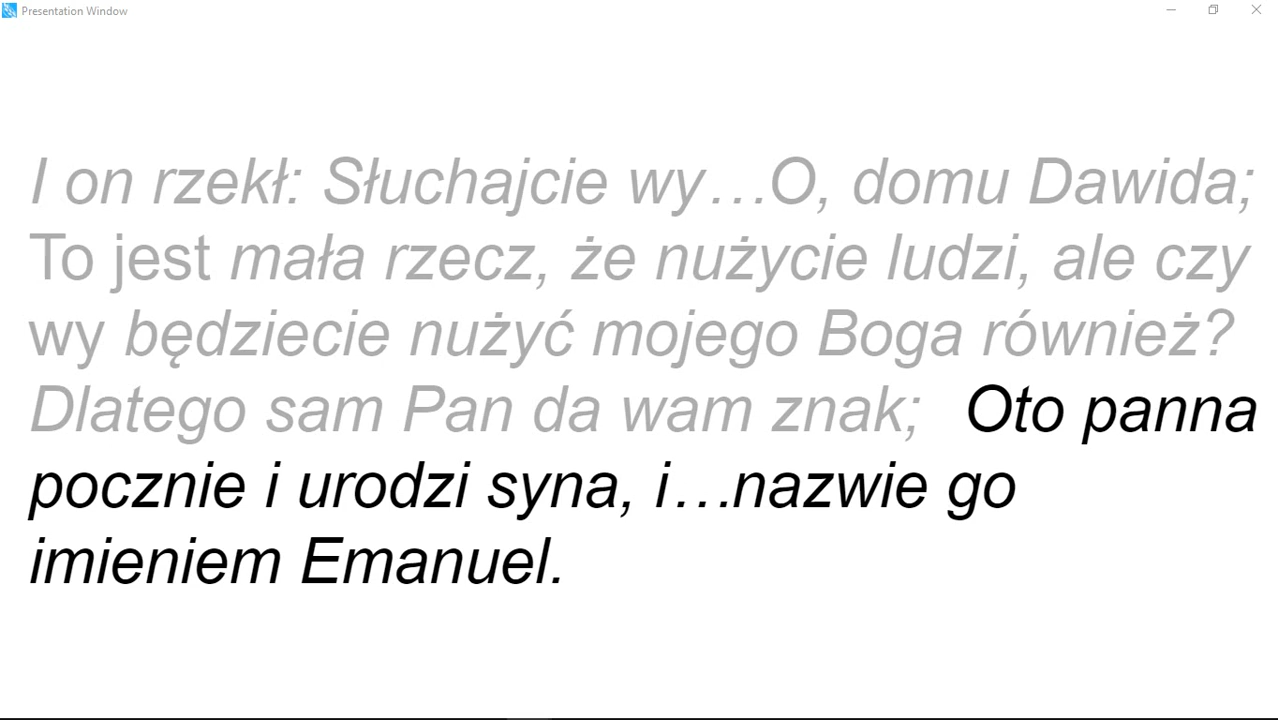 Presentation Window
I on rzekł: Słuchajcie wy…O, domu Dawida;
To jest mała rzecz, że nużycie ludzi, ale czy
wy będziecie nużyć mojego Boga również?
Dlatego sam Pan da wam znak; Oto panna
pocznie i urodzi syna, i…nazwie go
imieniem Emanuel.